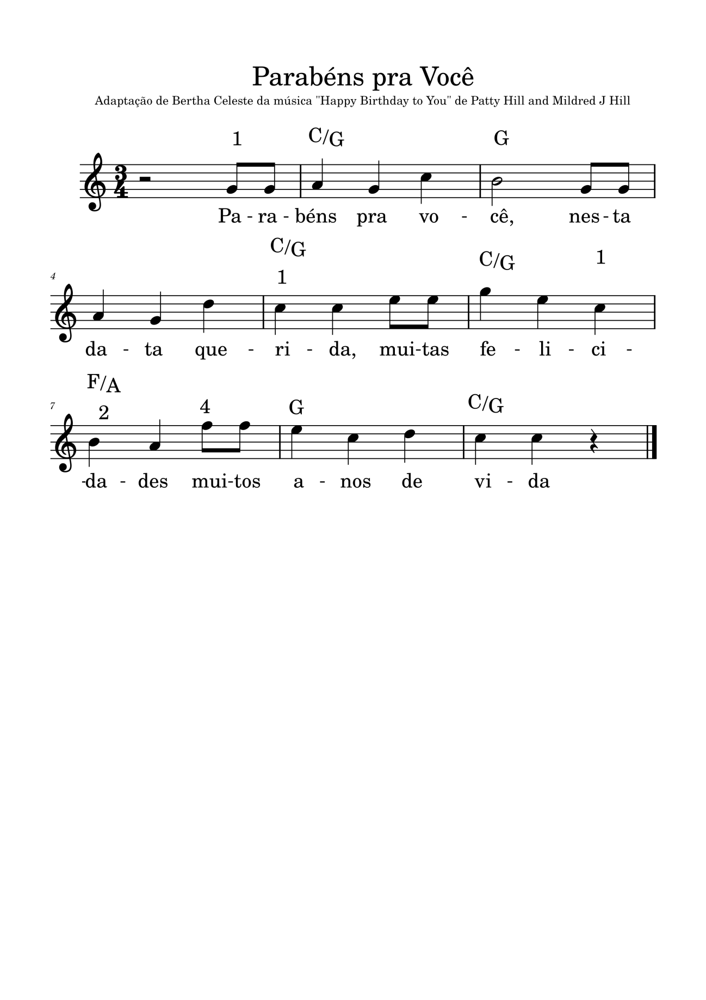 Parabéns pra Você
Adaptação de Bertha Celeste da música "Happy Birthday to You" de Patty Hill and Mildred J Hill
1 C/G G
3
4
Pa - ra - béns pra vo - cê, nes - ta
C/G C/G 1
4 1
da - ta que - ri - da, mui - tas fe - li - ci -
F/A
7 2 4 G C/G
-da - des mui - tos a - nos de vi - da